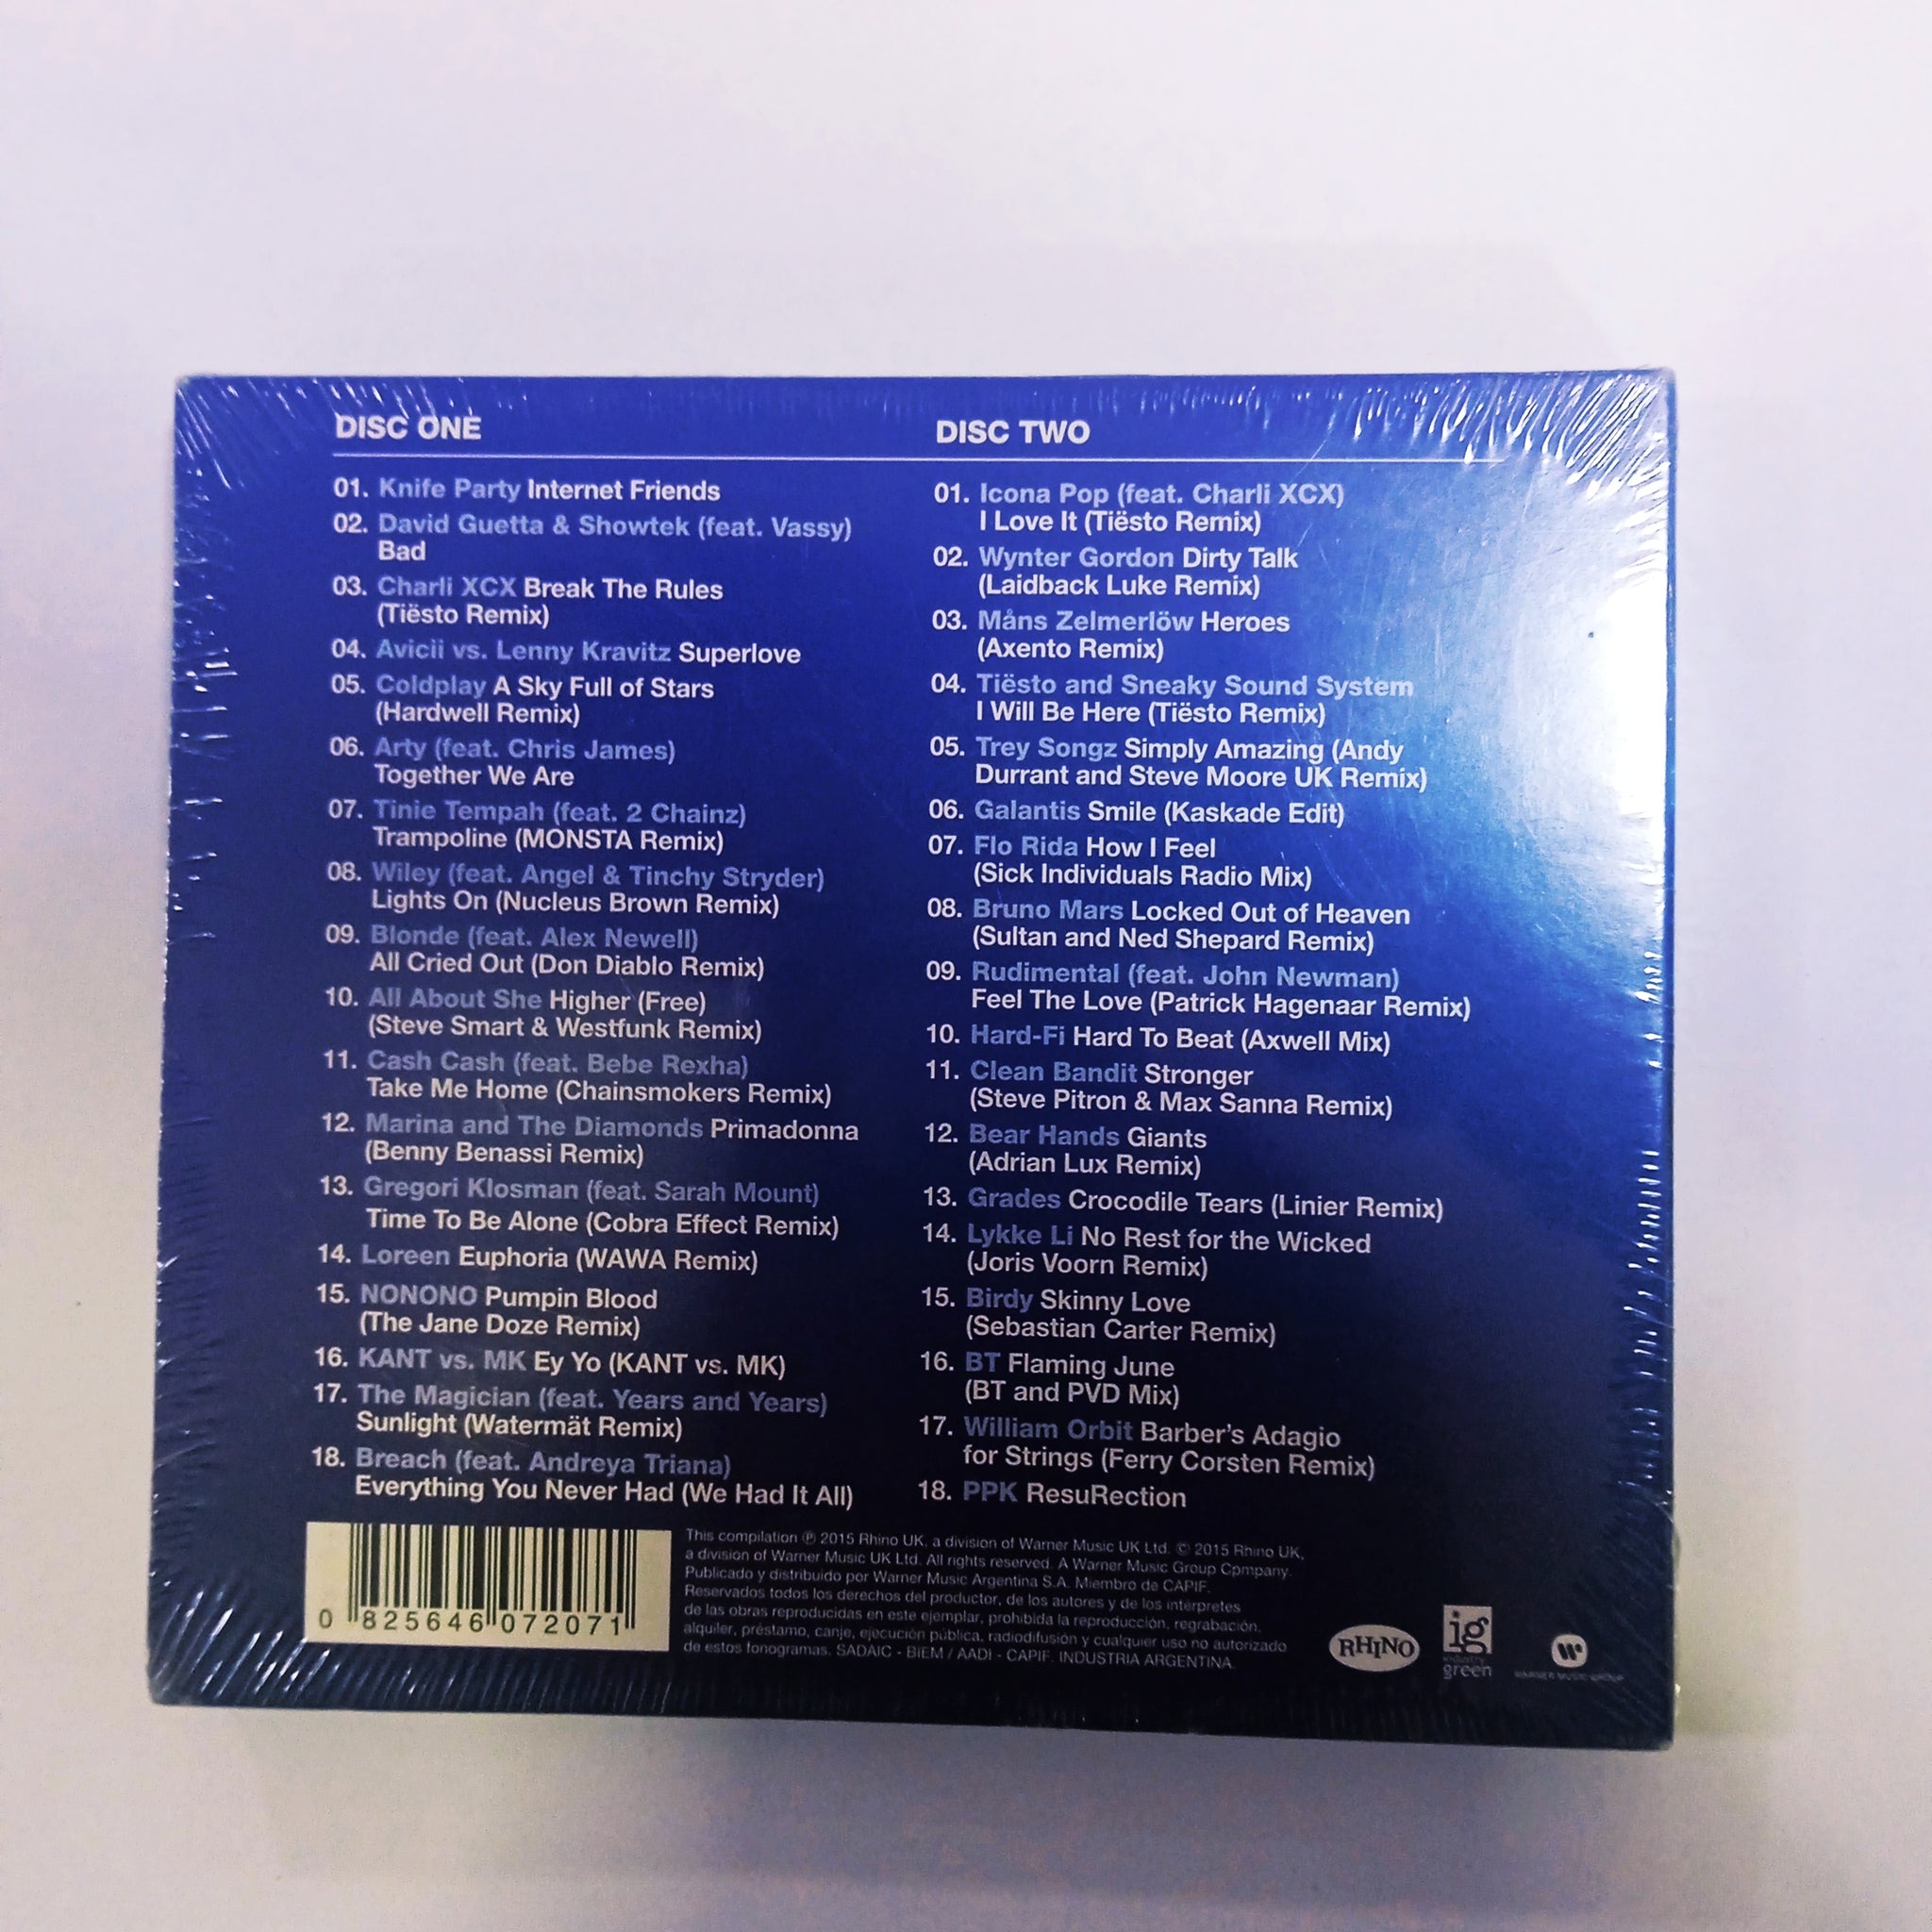 DISC ONE
01. Knife Party Internet Friends
02. David Guetta & Showtek (feat. Vassy)
Bad
03. Charli XCX Break The Rules
(Tiësto Remix)
04. Avicii vs. Lenny Kravitz Superlove
05. Coldplay A Sky Full of Stars
(Hardwell Remix)
06. Arty (feat. Chris James)
Together We Are
07. Tinie Tempah (feat. 2 Chainz)
Trampoline (MONSTA Remix)
08. Wiley (feat. Angel & Tinchy Stryder)
Lights On (Nucleus Brown Remix)
09. Blonde (feat. Alex Newell)
All Cried Out (Don Diablo Remix)
10. All About She Higher (Free)
(Steve Smart & Westfunk Remix)
11. Cash Cash (feat. Bebe Rexha)
Take Me Home (Chainsmokers Remix)
12. Marina and The Diamonds Primadonna
(Benny Benassi Remix)
13. Gregori Klosman (feat. Sarah Mount)
Time To Be Alone (Cobra Effect Remix)
14. Loreen Euphoria (WAWA Remix)
15. NONONO Pumpin Blood
(The Jane Doze Remix)
16. KANT vs. MK Ey Yo (KANT vs. MK)
17. The Magician (feat. Years and Years)
Sunlight (Watermät Remix)
18. Breach (feat. Andreya Triana)
Everything You Never Had (We Had It All)
DISC TWO
01. Icona Pop (feat. Charli XCX)
I Love It (Tiësto Remix)
02. Wynter Gordon Dirty Talk
(Laidback Luke Remix)
03. Måns Zelmerlöw Heroes
(Axento Remix)
04. Tiësto and Sneaky Sound System
I Will Be Here (Tiësto Remix)
05. Trey Songz Simply Amazing (Andy
Durrant and Steve Moore UK Remix)
06. Galantis Smile (Kaskade Edit)
07. Flo Rida How I Feel
(Sick Individuals Radio Mix)
08. Bruno Mars Locked Out of Heaven
(Sultan and Ned Shepard Remix)
09. Rudimental (feat. John Newman)
Feel The Love (Patrick Hagenaar Remix)
10. Hard-Fi Hard To Beat (Axwell Mix)
11. Clean Bandit Stronger
(Steve Pitron & Max Sanna Remix)
12. Bear Hands Giants
(Adrian Lux Remix)
13. Grades Crocodile Tears (Linier Remix)
14. Lykke Li No Rest for the Wicked
(Joris Voorn Remix)
15. Birdy Skinny Love
(Sebastian Carter Remix)
16. BT Flaming June
(BT and PVD Mix)
17. William Orbit Barber's Adagio
for Strings (Ferry Corsten Remix)
18. PPK ResuRection
0 825646 072071
This compilation ℗ 2015 Rhino UK, a division of Warner Music UK Ltd. © 2015 Rhino UK,
a division of Warner Music UK Ltd. All rights reserved. A Warner Music Group Company.
Publicado y distribuido por Warner Music Argentina S.A. Miembro de CAPIF.
Reservados todos los derechos del productor, de los autores y de los intérpretes
de las obras reproducidas en este ejemplar, prohibida la reproducción, regrabación,
alquiler, préstamo, canje, ejecución pública, radiodifusión y cualquier uso no autorizado
de estos fonogramas. SADAIC - BIEM / AADI - CAPIF. INDUSTRIA ARGENTINA.
RHINO
ig
industry
green
WARNER MUSIC GROUP